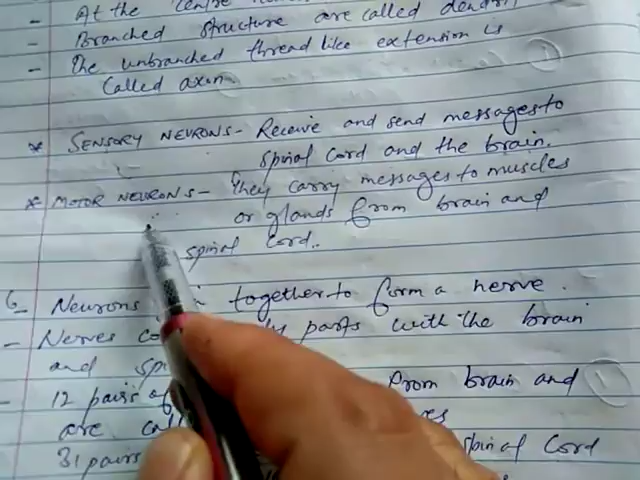 - At the
- Branched structure are called
- The unbranched thread like extension is
called axon
* SENSORY NEURONS - Receive and send messages to
spinal cord and the brain.
* MOTOR NEURONS - They carry messages to muscles
or glands from brain and
spinal cord.
6- Neurons together to form a nerve.
- Nerves parts with the brain
and
12 pairs from brain and
are
31 pairs spinal cord